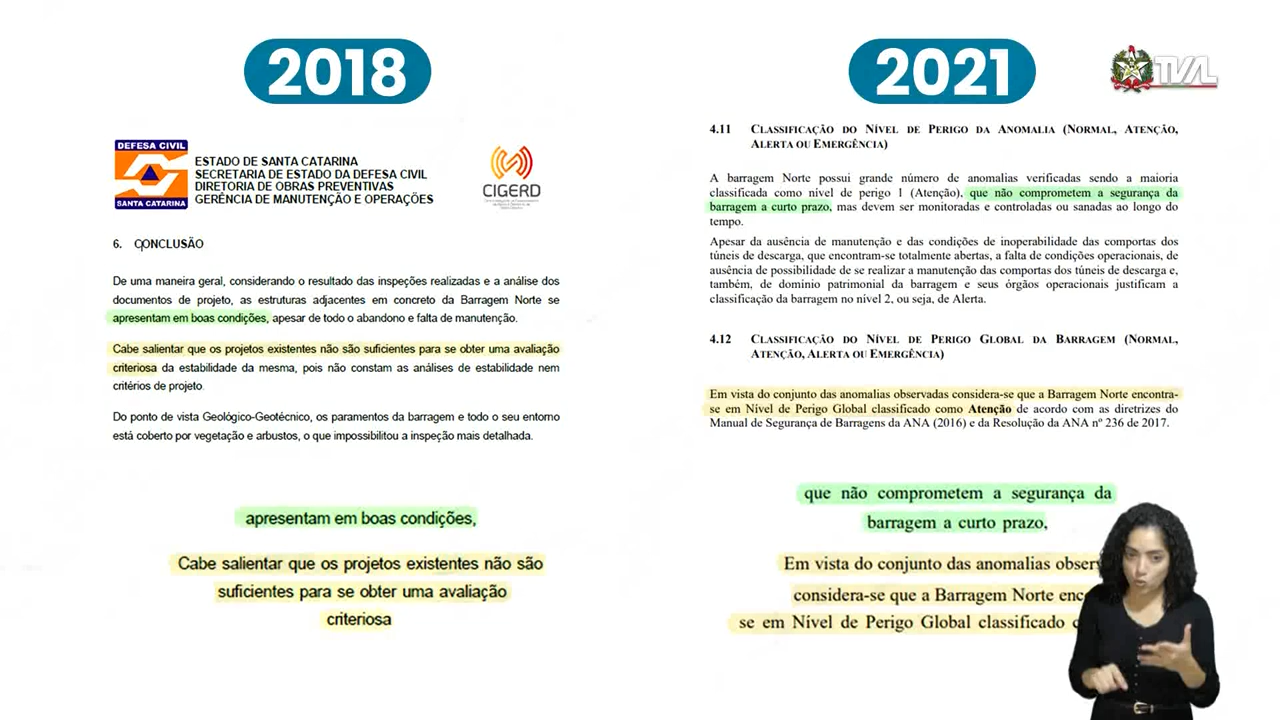 2018
DEFESA CIVIL
SANTA CATARINA
ESTADO DE SANTA CATARINA
SECRETARIA DE ESTADO DA DEFESA CIVIL
DIRETORIA DE OBRAS PREVENTIVAS
GERÊNCIA DE MANUTENÇÃO E OPERAÇÕES
CIGERD
6. CONCLUSÃO
De uma maneira geral, considerando o resultado das inspeções realizadas e a análise dos
documentos de projeto, as estruturas adjacentes em concreto da Barragem Norte se
apresentam em boas condições, apesar de todo o abandono e falta de manutenção.
Cabe salientar que os projetos existentes não são suficientes para se obter uma avaliação
criteriosa da estabilidade da mesma, pois não constam as análises de estabilidade nem
critérios de projeto.
Do ponto de vista Geológico-Geotécnico, os paramentos da barragem e todo o seu entorno
está coberto por vegetação e arbustos, o que impossibilitou a inspeção mais detalhada.
apresentam em boas condições,
Cabe salientar que os projetos existentes não são
suficientes para se obter uma avaliação
criteriosa
2021
TVAL
4.11 CLASSIFICAÇÃO DO NÍVEL DE PERIGO DA ANOMALIA (NORMAL, ATENÇÃO,
ALERTA OU EMERGÊNCIA)
A barragem Norte possui grande número de anomalias verificadas sendo a maioria
classificada como nível de perigo 1 (Atenção), que não comprometem a segurança da
barragem a curto prazo, mas devem ser monitoradas e controladas ou sanadas ao longo do
tempo.
Apesar da ausência de manutenção e das condições de inoperabilidade das comportas dos
túneis de descarga, que encontram-se totalmente abertas, a falta de condições operacionais, de
ausência de possibilidade de se realizar a manutenção das comportas dos túneis de descarga e,
também, de domínio patrimonial da barragem e seus órgãos operacionais justificam a
classificação da barragem no nível 2, ou seja, de Alerta.
4.12 CLASSIFICAÇÃO DO NÍVEL DE PERIGO GLOBAL DA BARRAGEM (NORMAL,
ATENÇÃO, ALERTA OU EMERGÊNCIA)
Em vista do conjunto das anomalias observadas considera-se que a Barragem Norte encontra-
se em Nível de Perigo Global classificado como Atenção de acordo com as diretrizes do
Manual de Segurança de Barragens da ANA (2016) e da Resolução da ANA nº 236 de 2017.
que não comprometem a segurança da
barragem a curto prazo,
Em vista do conjunto das anomalias obser
considera-se que a Barragem Norte enc
se em Nível de Perigo Global classificado